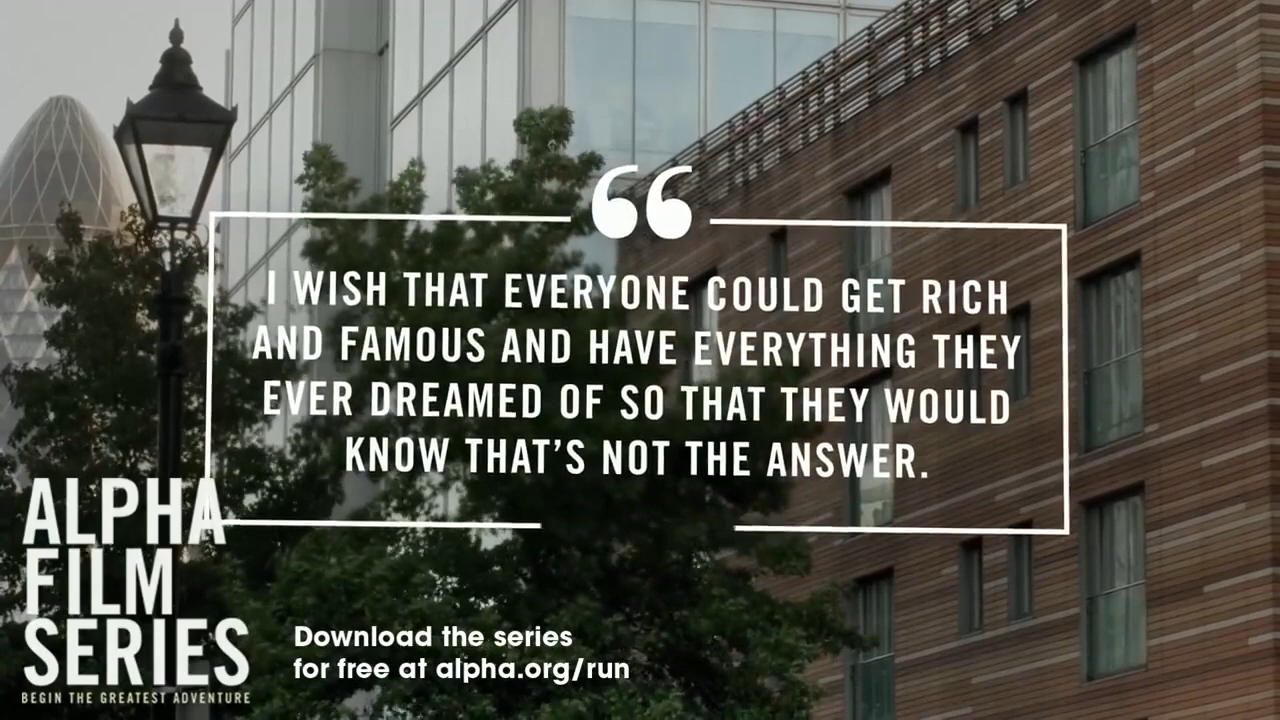 “
I WISH THAT EVERYONE COULD GET RICH
AND FAMOUS AND HAVE EVERYTHING THEY
EVER DREAMED OF SO THAT THEY WOULD
KNOW THAT’S NOT THE ANSWER.
ALPHA
FILM
SERIES
BEGIN THE GREATEST ADVENTURE
Download the series
for free at alpha.org/run